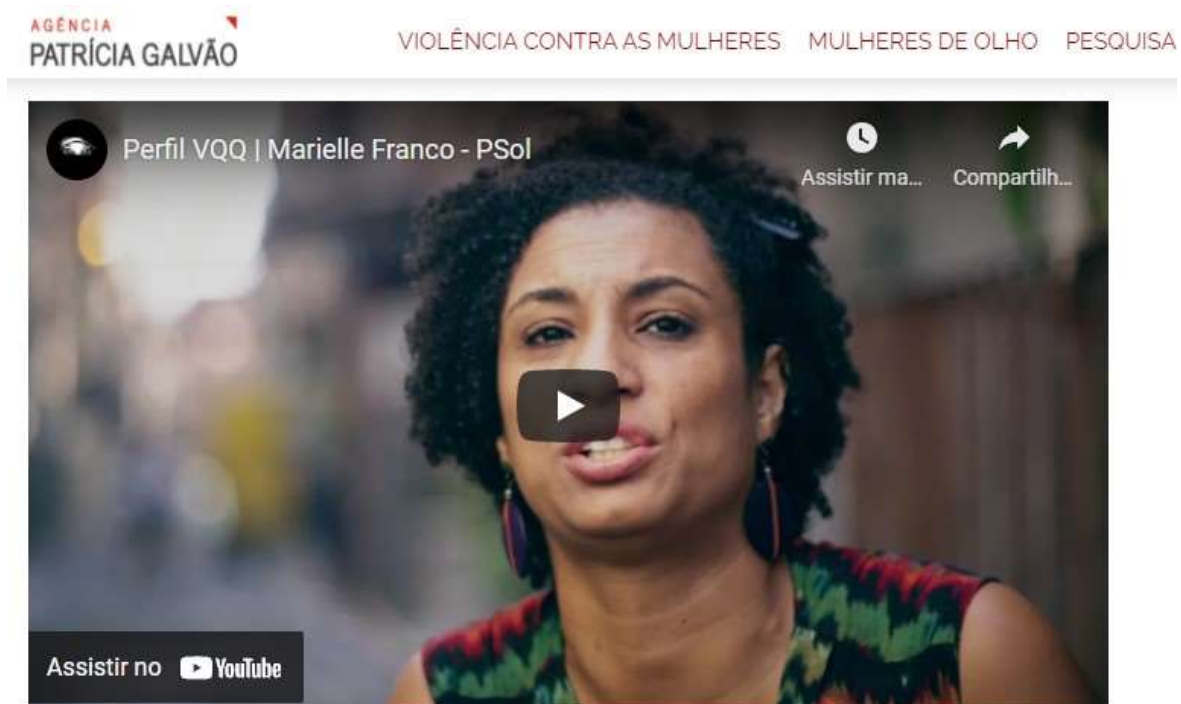 AGÊNCIA
PATRÍCIA GALVÃO
VIOLÊNCIA CONTRA AS MULHERES MULHERES DE OLHO PESQUISA
Perfil VQQ | Marielle Franco - PSol
Assistir ma... Compartilh...
Assistir no YouTube